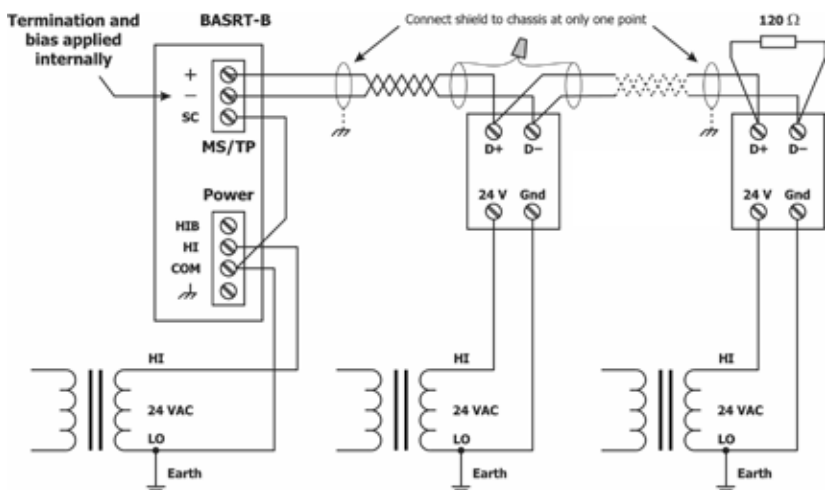 Termination and
bias applied
internally
BASRT-B
Connect shield to chassis at only one point
120 Ω
+
−
SC
MS/TP
D+ D−
D+ D−
Power
24 V Gnd
24 V Gnd
HIB
HI
COM
HI
HI
HI
24 VAC
24 VAC
24 VAC
LO
LO
LO
Earth
Earth
Earth